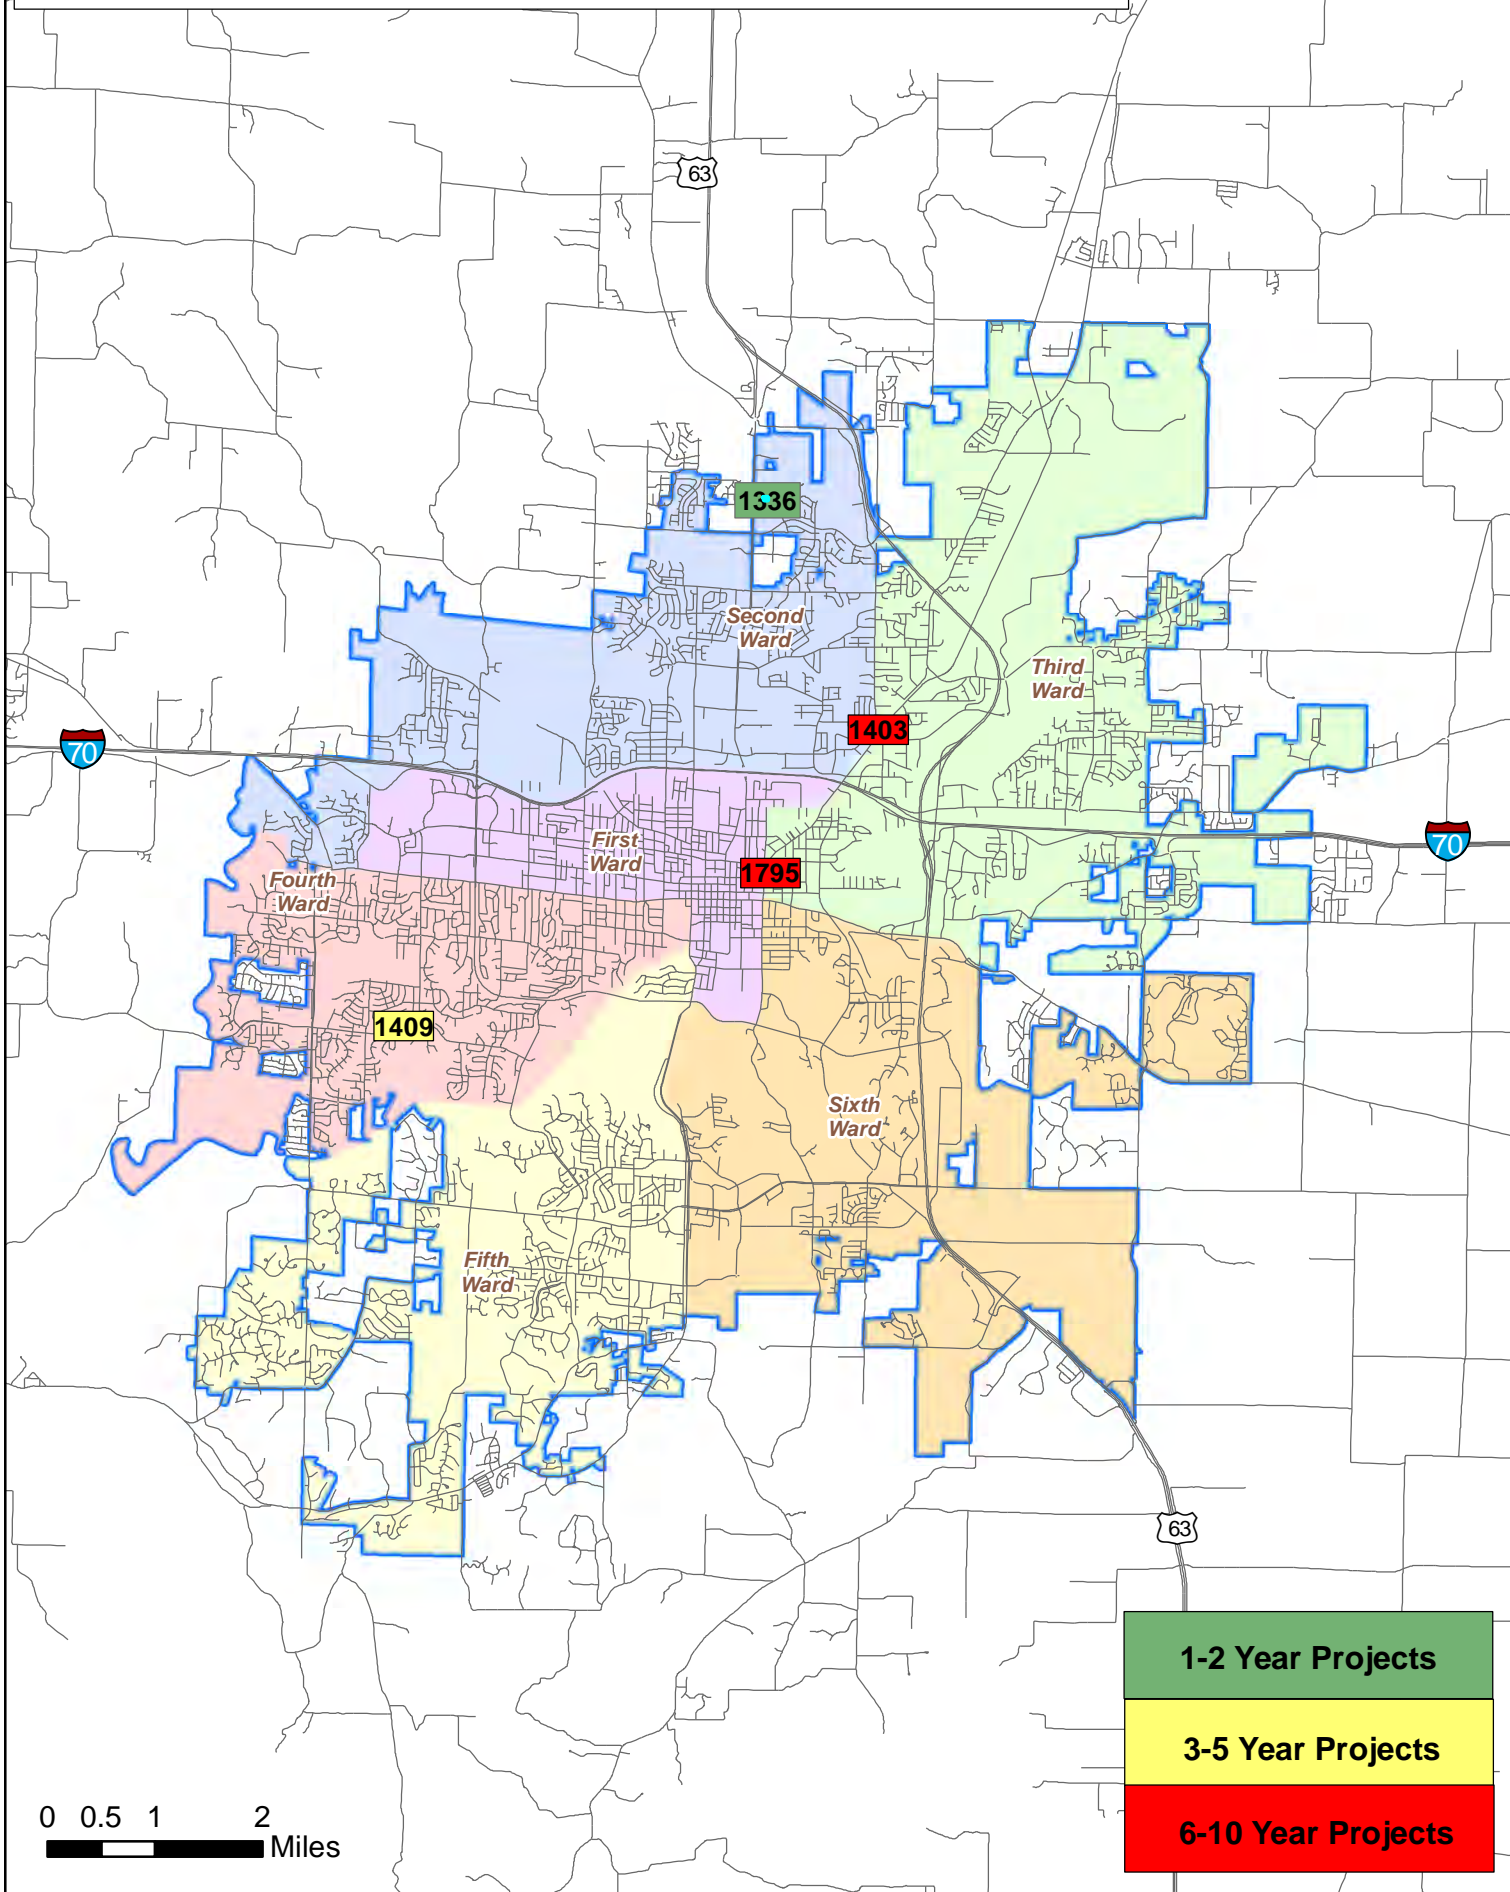 63
1336
Second
Ward
Third
Ward
1403
70
First
Ward
70
1795
Fourth
Ward
1409
Sixth
Ward
Fifth
Ward
63
1-2 Year Projects
3-5 Year Projects
6-10 Year Projects
0 0.5 1 2
Miles